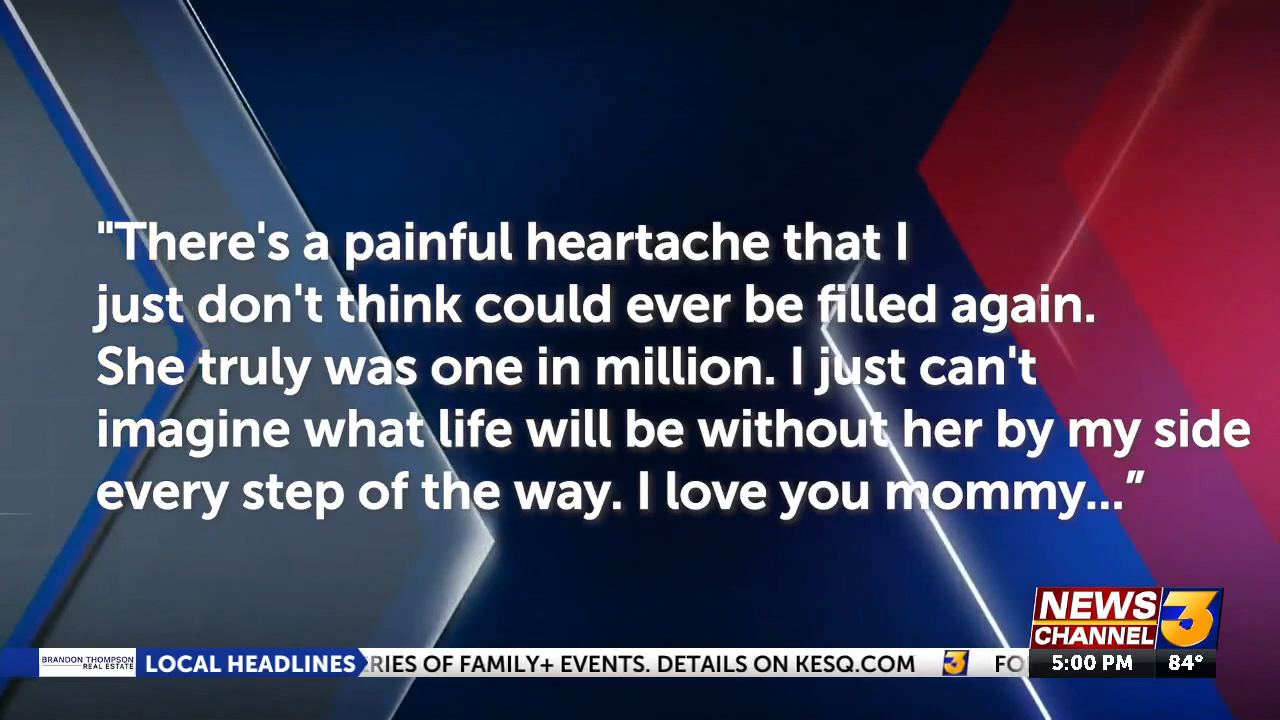 "There's a painful heartache that I
just don't think could ever be filled again.
She truly was one in million. I just can't
imagine what life will be without her by my side
every step of the way. I love you mommy...”
NEWS
CHANNEL 3
BRANDON THOMPSON
REAL ESTATE
LOCAL HEADLINES
RIES OF FAMILY+ EVENTS. DETAILS ON KESQ.COM 3 FO
5:00 PM 84°